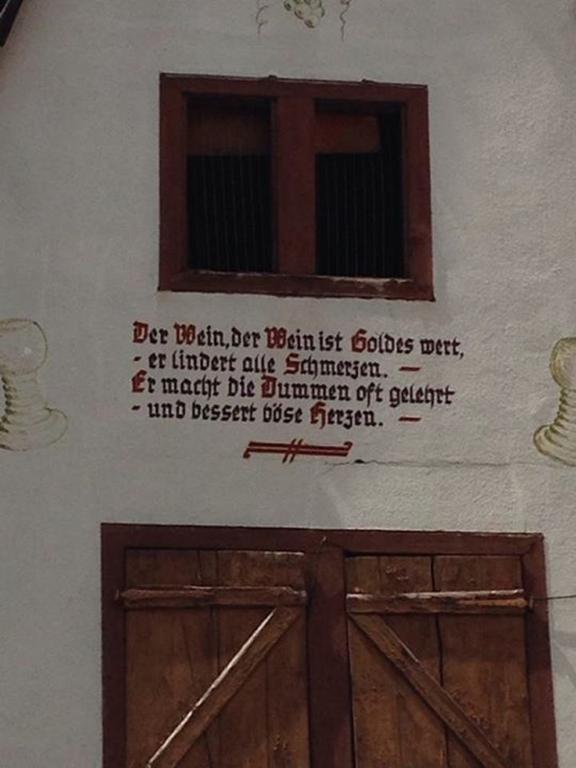 Der Wein, der Wein ist Goldes wert,
- er lindert alle Schmerzen. -
Er macht die Dummen oft gelehrt
- und bessert böse Herzen. -